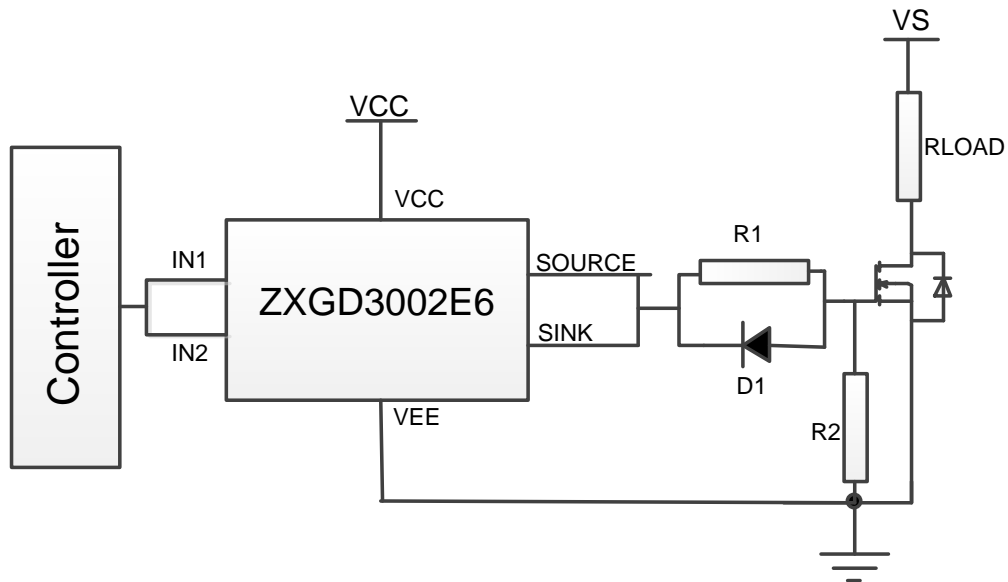 VS
VCC
RLOAD
Controller
VCC
R1
IN1
SOURCE
ZXGD3002E6
SINK
IN2
D1
VEE
R2